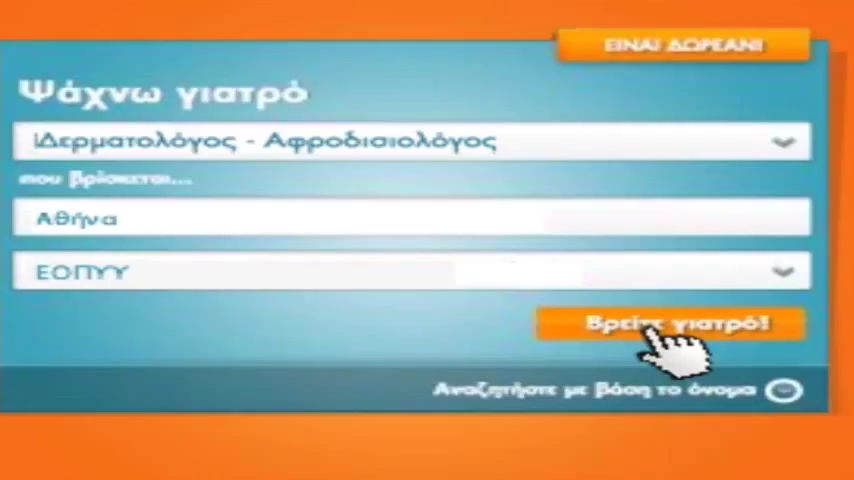 ΕΙΝΑΙ ΔΩΡΕΑΝ!
Ψάχνω γιατρό
Δερματολόγος - Αφροδισιολόγος
που βρίσκεται...
Αθήνα
ΕΟΠΥΥ
Βρείτε γιατρό!
Αναζητήστε με βάση το όνομα